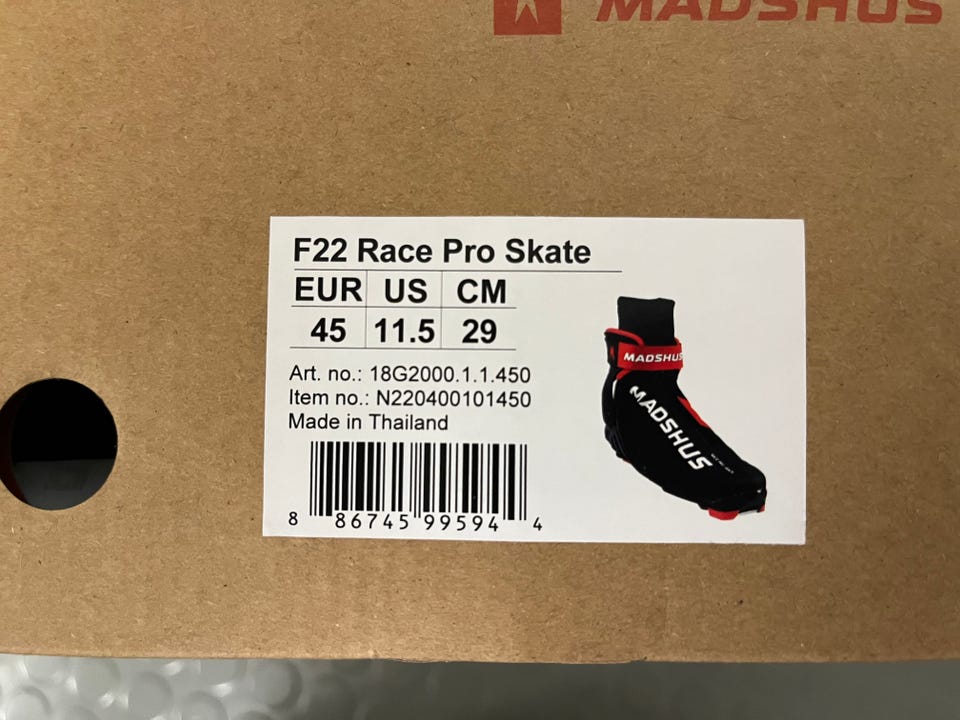 MADSHUS
F22 Race Pro Skate
EUR US CM
45 11.5 29
Art. no.: 18G2000.1.1.450
Item no.: N220400101450
Made in Thailand
8 86745 99594 4
MADSHUS
MADSHUS